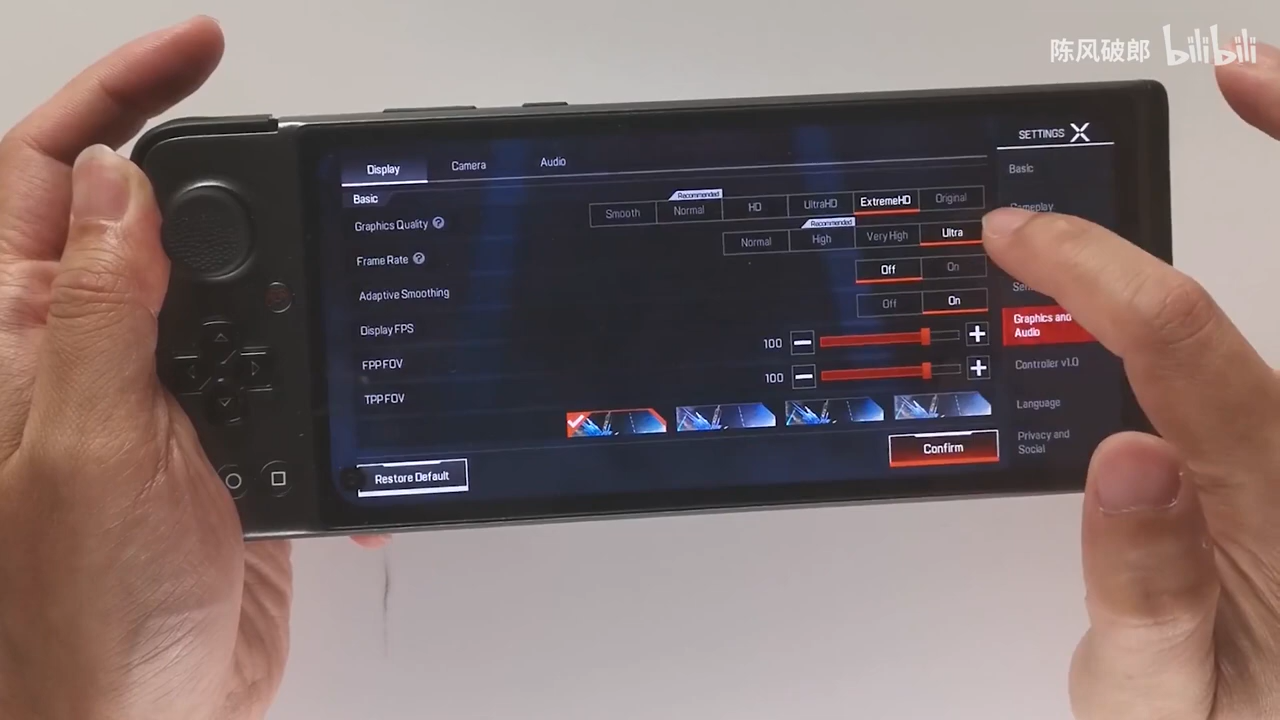 陈风破郎 bilibili
SETTINGS
Display
Camera
Audio
Basic
Graphics Quality ?
Smooth
Recommended
Normal
HD
UltraHD
ExtremeHD
Original
Frame Rate ?
Normal
Recommended
High
Very High
Ultra
Adaptive Smoothing
Off
On
Display FPS
Off
On
FPP FOV
100
TPP FOV
100
Restore Default
Confirm
Basic
Gameplay
Graphics and
Audio
Controller v1.0
Language
Privacy and
Social